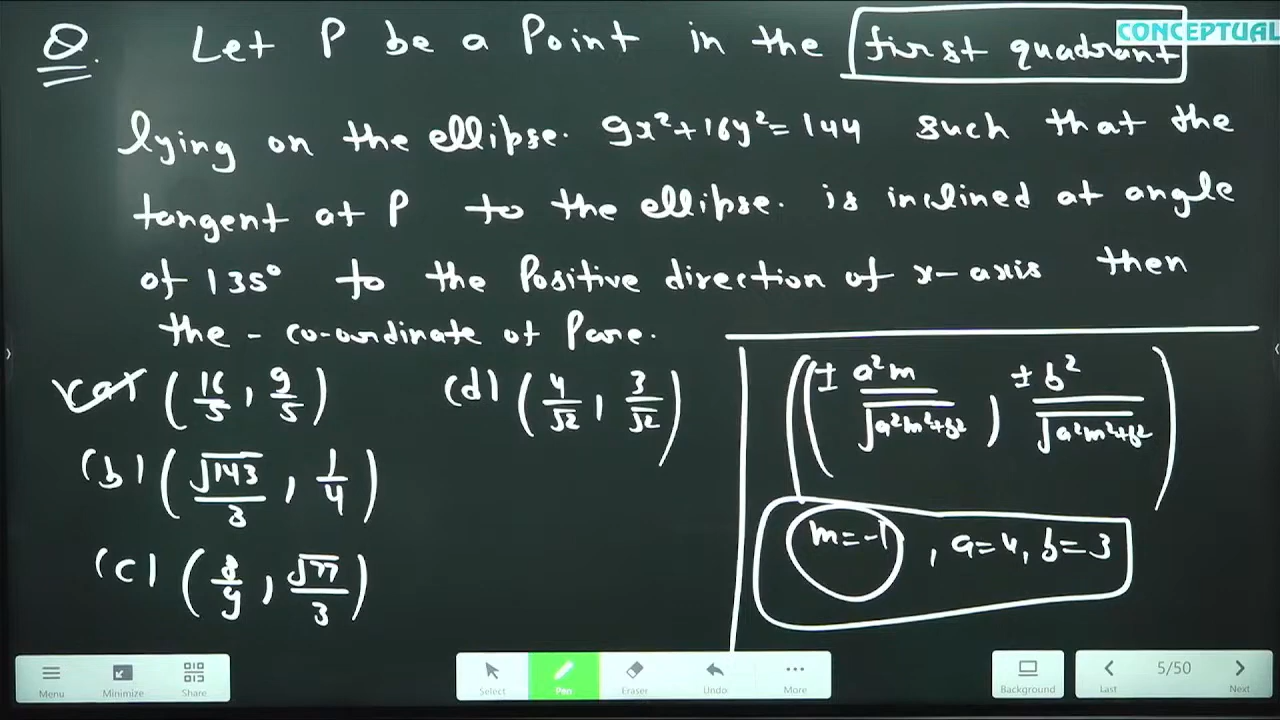 Q. Let P be a Point in the first quadrant
CONCEPTUAL
lying on the ellipse. 9x²+16y²=144 such that the
tangent at P to the ellipse. is inclined at angle
of 135° to the Positive direction of x-axis then
the - co-ordinate of P are.
(a) (16/5, 9/5) (d) (4/√2, 3/√2)
(b) (√143/3, 1/4)
(c) (8/9, √77/3)
(± a²m/√a²m²+b²), ± b²/√a²m²+b²)
m=-1, a=4, b=3
Menu Minimize Share Select Pen Eraser Undo More Background Last 5/50 Next